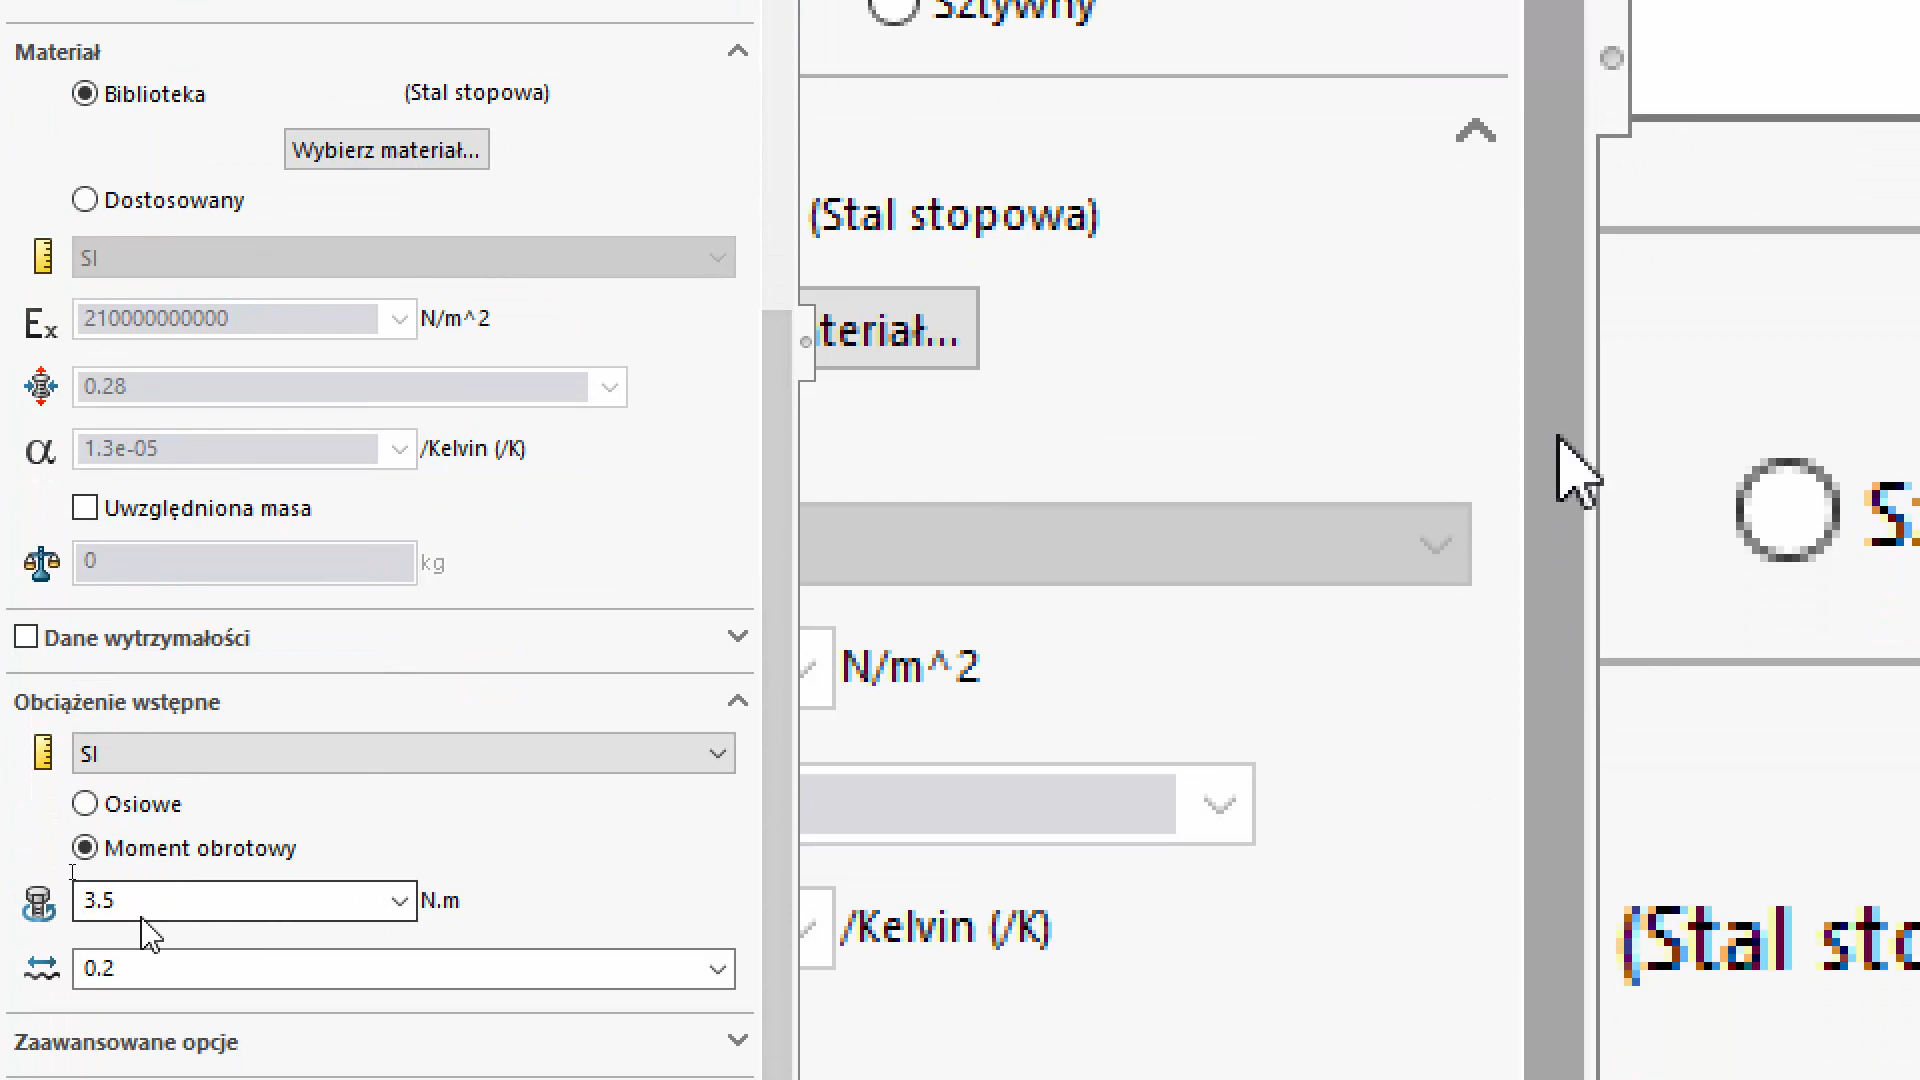 Materiał
Biblioteka (Stal stopowa)
Wybierz materiał...
Dostosowany
SI
Ex 210000000000 N/m^2
0.28
α 1.3e-05 /Kelvin (/K)
Uwzględniona masa
0 kg
Dane wytrzymałości
Obciążenie wstępne
SI
Osiowe
Moment obrotowy
3.5 N.m
0.2
Zaawansowane opcje
Sztywny
(Stal stopowa)
teriał...
N/m^2
/Kelvin (/K)
(Stal sto